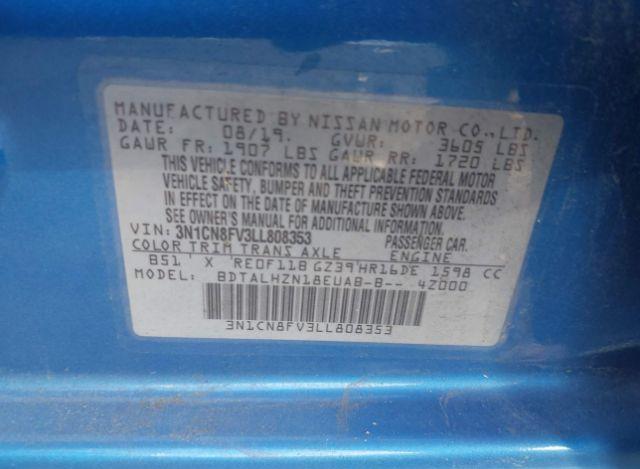 MANUFACTURED BY NISSAN MOTOR CO.,LTD.
DATE: 08/19. GVWR: 3605 LBS
GAWR FR: 1907 LBS GAWR RR: 1720 LBS
THIS VEHICLE CONFORMS TO ALL APPLICABLE FEDERAL MOTOR
VEHICLE SAFETY, BUMPER AND THEFT PREVENTION STANDARDS
IN EFFECT ON THE DATE OF MANUFACTURE SHOWN ABOVE.
SEE OWNER'S MANUAL FOR ADDITIONAL INFORMATION.
VIN: 3N1CN8FV3LL808353 PASSENGER CAR.
COLOR TRIM TRANS AXLE ENGINE
B51 X RE0F11B GZ39 HR16DE 1598 CC
MODEL: BDTALHZN18EUAB-B-- 4Z000
3N1CN8FV3LL808353